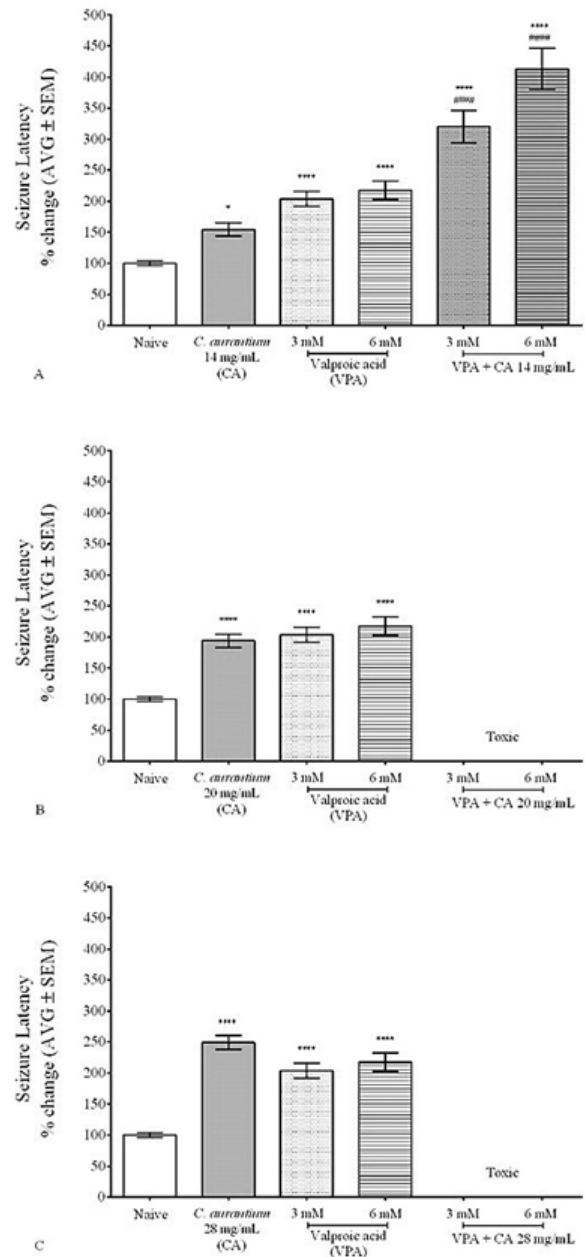 500
450
400
350
300
250
200
150
100
50
0
Seizure Latency
% change (AVG ± SEM)
*
****
****
****
####
****
####
Naive
C. aurantium
14 mg/mL
(CA)
3 mM
6 mM
Valproic acid
(VPA)
3 mM
6 mM
VPA + CA 14 mg/mL
A
500
450
400
350
300
250
200
150
100
50
0
Seizure Latency
% change (AVG ± SEM)
****
****
****
Toxic
Naive
C. aurantium
20 mg/mL
(CA)
3 mM
6 mM
Valproic acid
(VPA)
3 mM
6 mM
VPA + CA 20 mg/mL
B
500
450
400
350
300
250
200
150
100
50
0
Seizure Latency
% change (AVG ± SEM)
****
****
****
Toxic
Naive
C. aurantium
28 mg/mL
(CA)
3 mM
6 mM
Valproic acid
(VPA)
3 mM
6 mM
VPA + CA 28 mg/mL
C